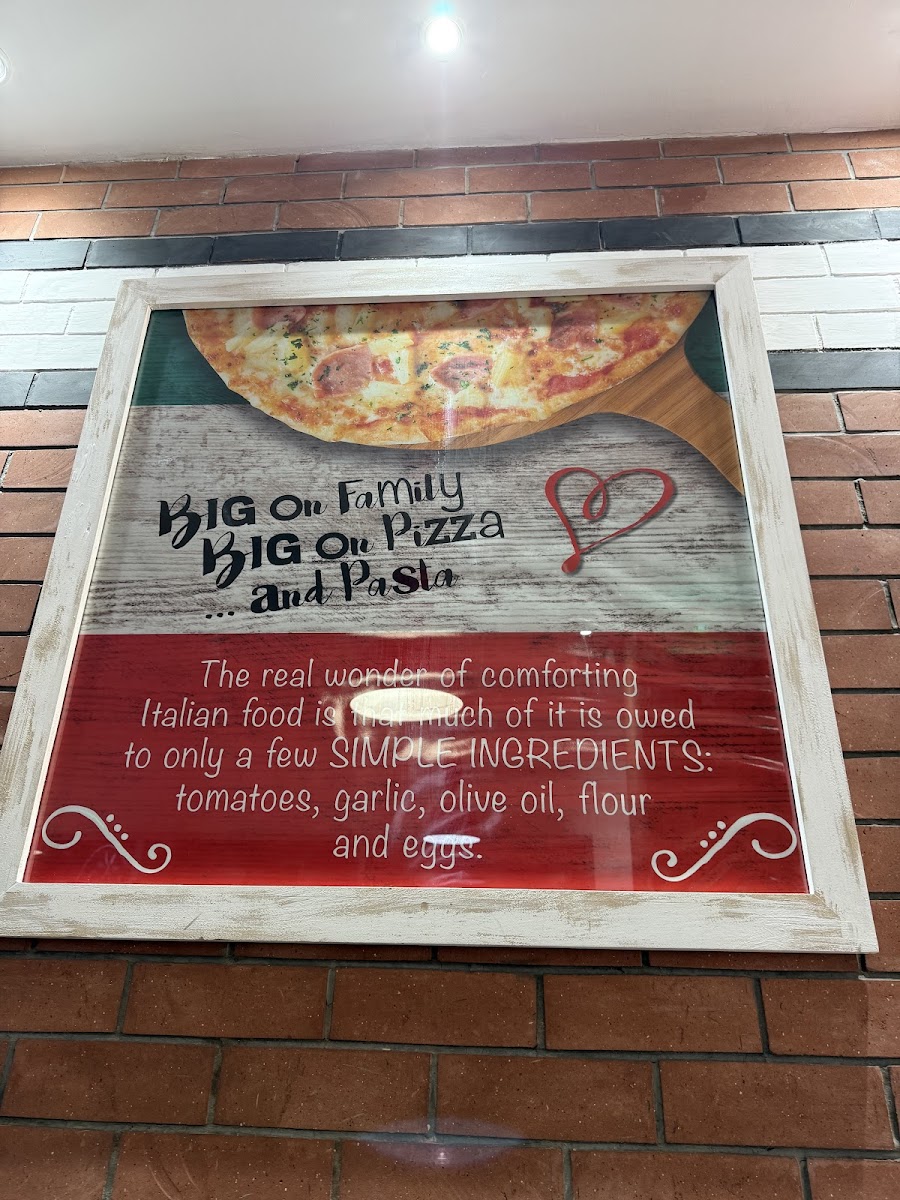 BIG on Family
BIG on Pizza
... and Pasta
The real wonder of comforting
Italian food is that much of it is owed
to only a few SIMPLE INGREDIENTS:
tomatoes, garlic, olive oil, flour
and eggs.